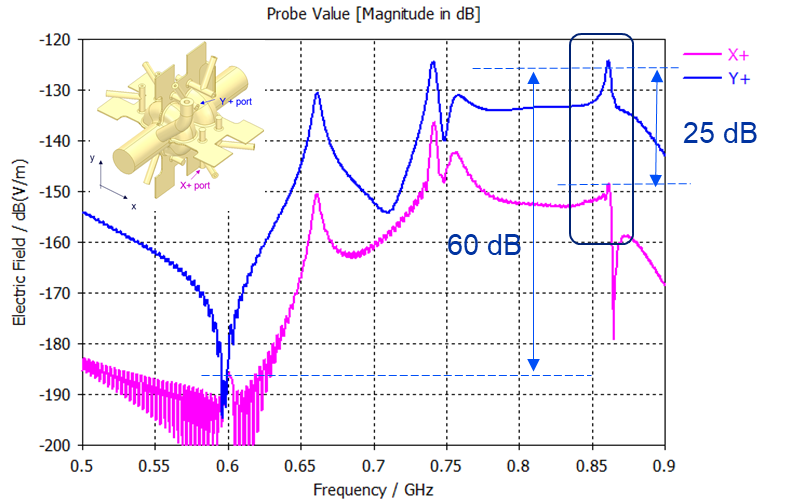 Probe Value [Magnitude in dB]
-120
-130
-140
-150
-160
-170
-180
-190
-200
Electric Field / dB(V/m)
Y + port
X+ port
y
x
X+
Y+
25 dB
60 dB
0.5
0.55
0.6
0.65
0.7
0.75
0.8
0.85
0.9
Frequency / GHz